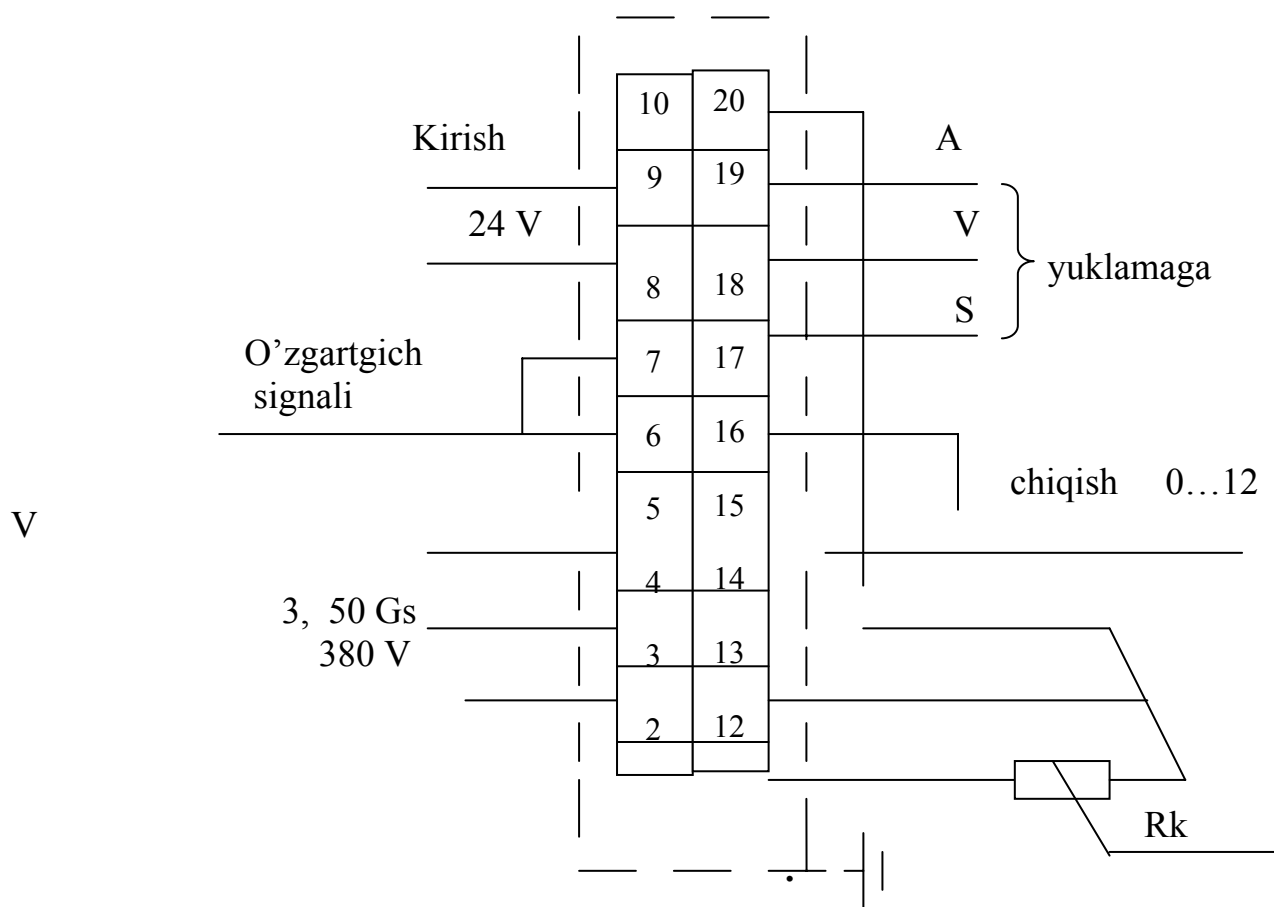 10 20
Kirish
A
9 19
24 V
V
yuklamaga
8 18
S
O’zgartgich
signali
7 17
6 16
chiqish 0…12
V
5 15
4 14
3, 50 Gs
380 V
3 13
2 12
Rk